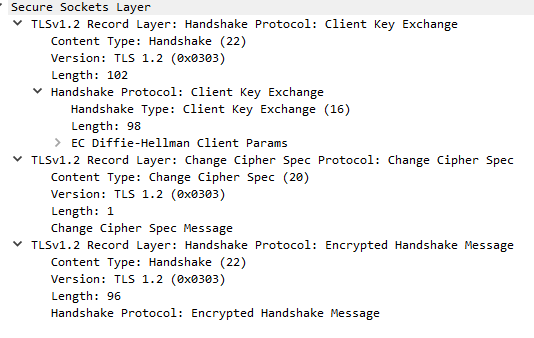 Secure Sockets Layer
TLSv1.2 Record Layer: Handshake Protocol: Client Key Exchange
Content Type: Handshake (22)
Version: TLS 1.2 (0x0303)
Length: 102
Handshake Protocol: Client Key Exchange
Handshake Type: Client Key Exchange (16)
Length: 98
EC Diffie-Hellman Client Params
TLSv1.2 Record Layer: Change Cipher Spec Protocol: Change Cipher Spec
Content Type: Change Cipher Spec (20)
Version: TLS 1.2 (0x0303)
Length: 1
Change Cipher Spec Message
TLSv1.2 Record Layer: Handshake Protocol: Encrypted Handshake Message
Content Type: Handshake (22)
Version: TLS 1.2 (0x0303)
Length: 96
Handshake Protocol: Encrypted Handshake Message